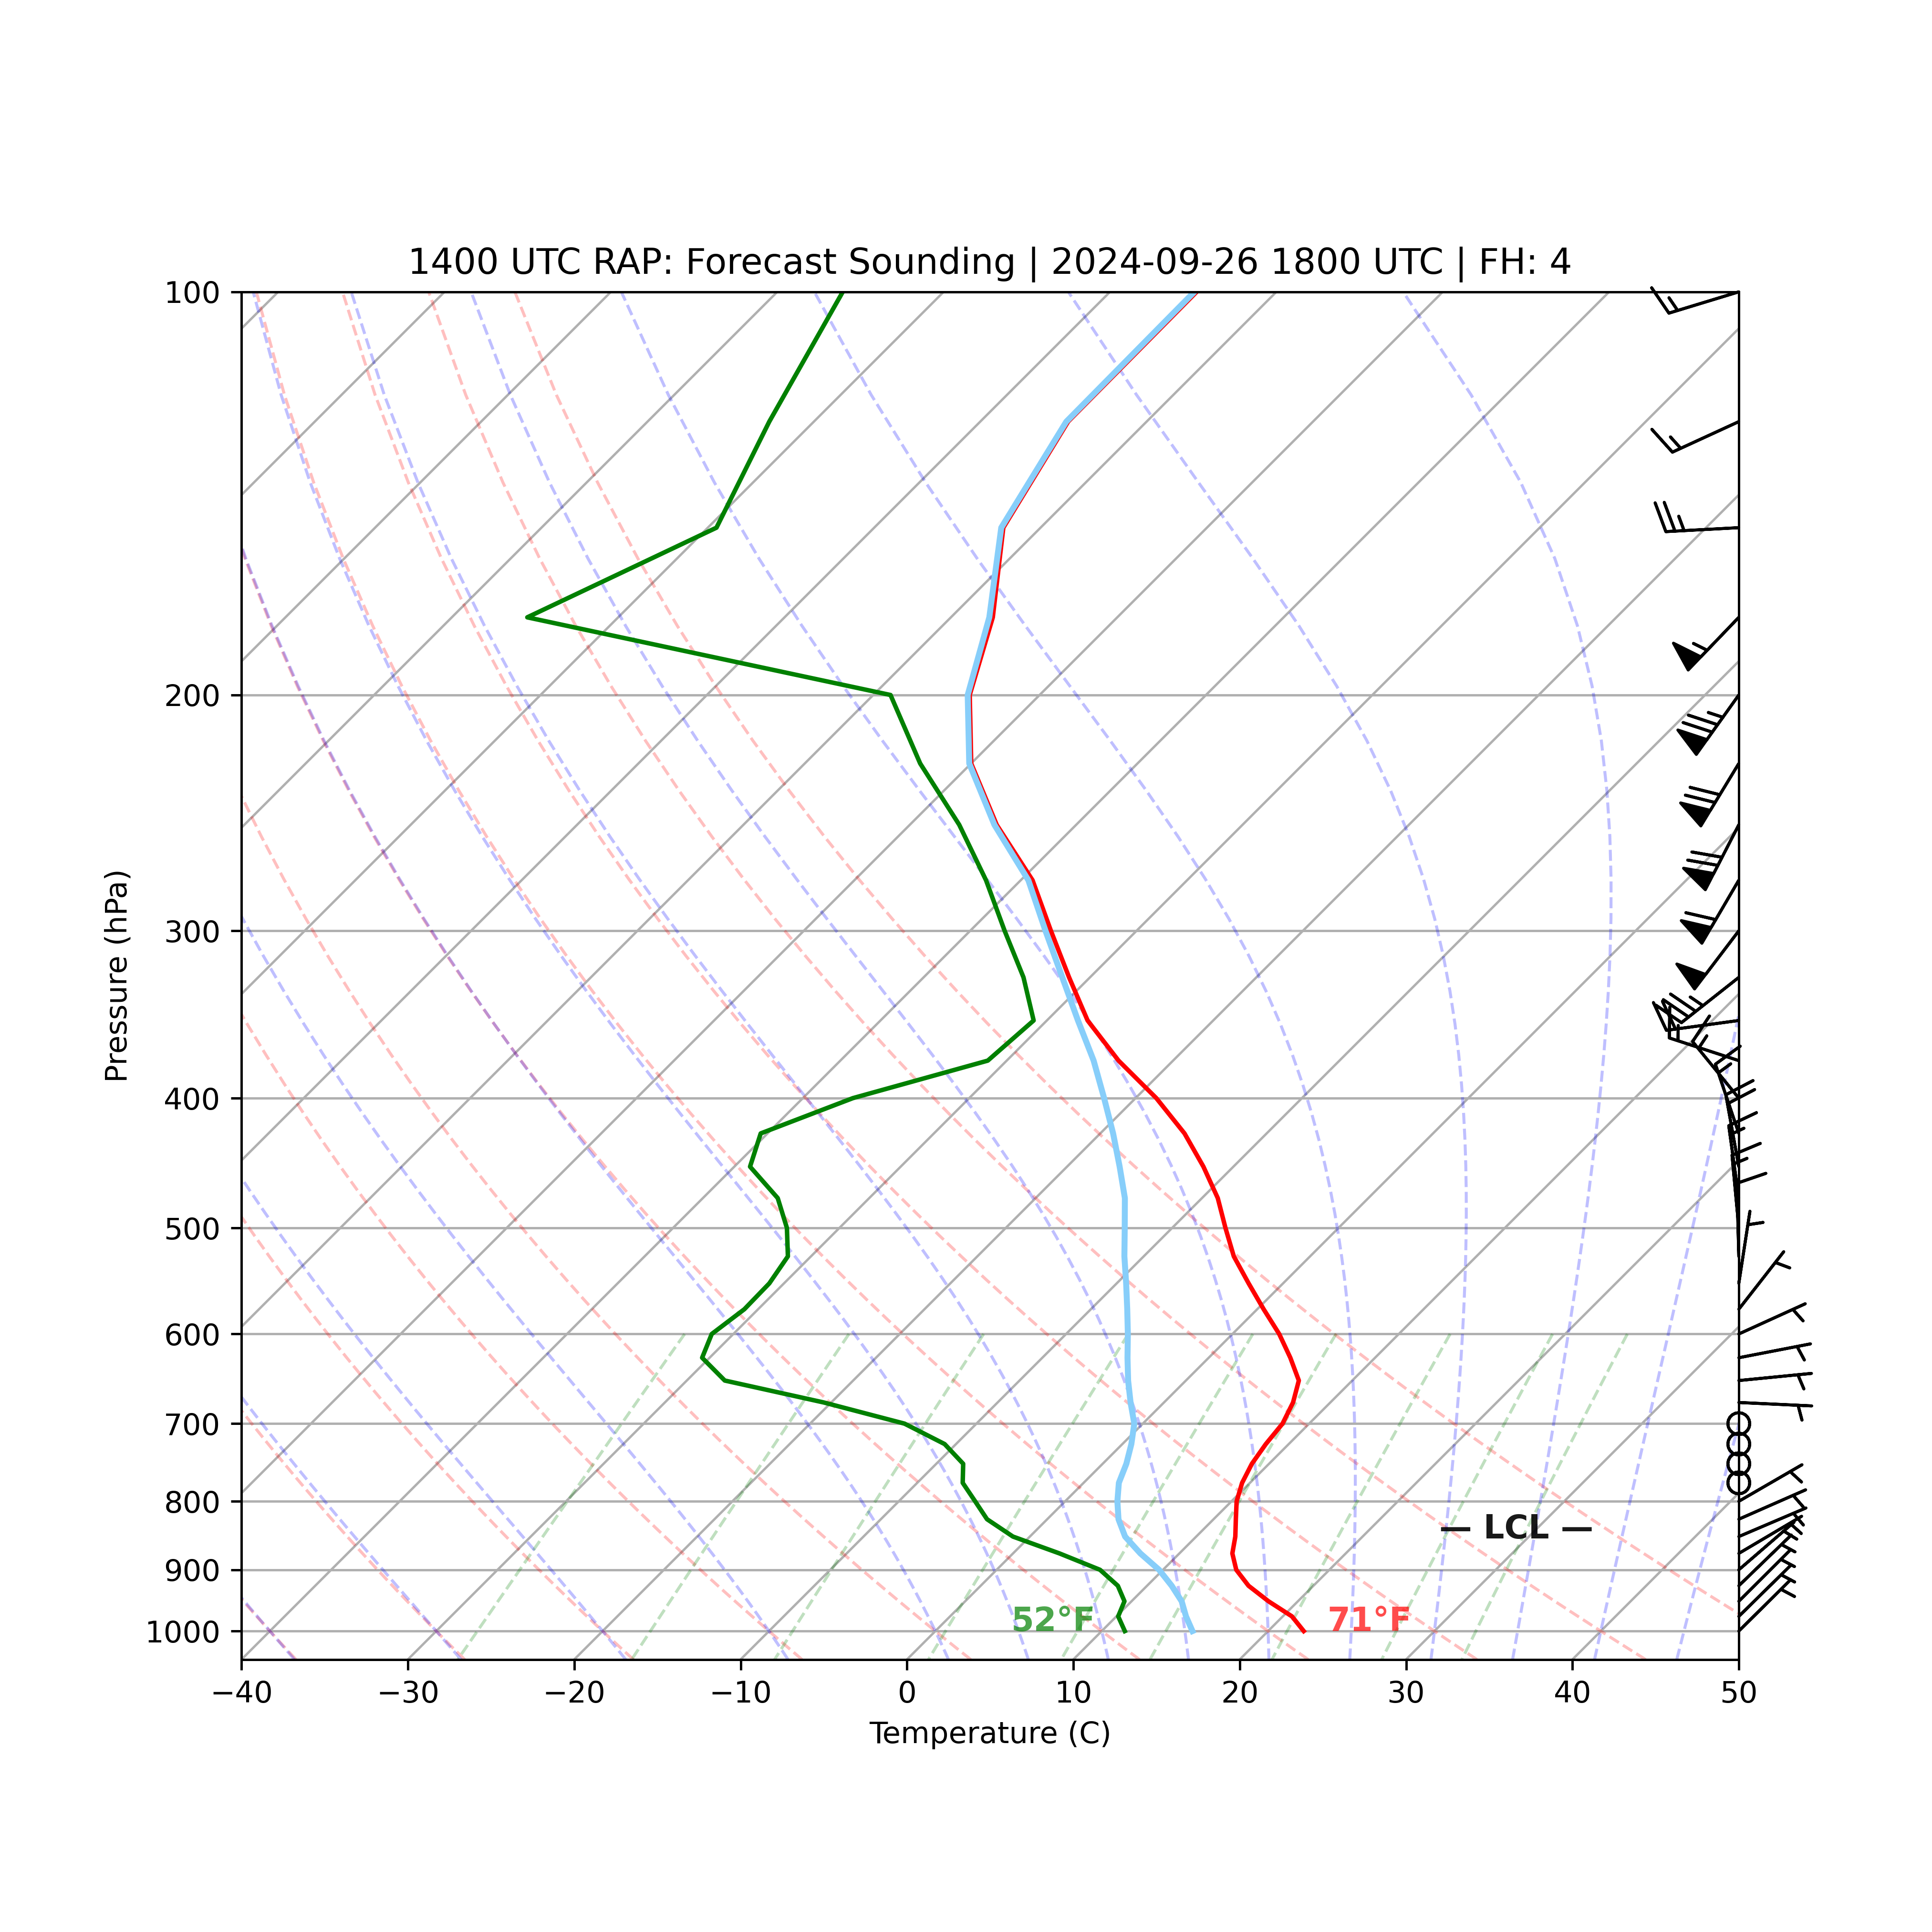 1400 UTC RAP: Forecast Sounding | 2024-09-26 1800 UTC | FH: 4
100
200
300
400
500
600
700
800
900
1000
Pressure (hPa)
— LCL —
52°F
71°F
−40 −30 −20 −10 0 10 20 30 40 50
Temperature (C)